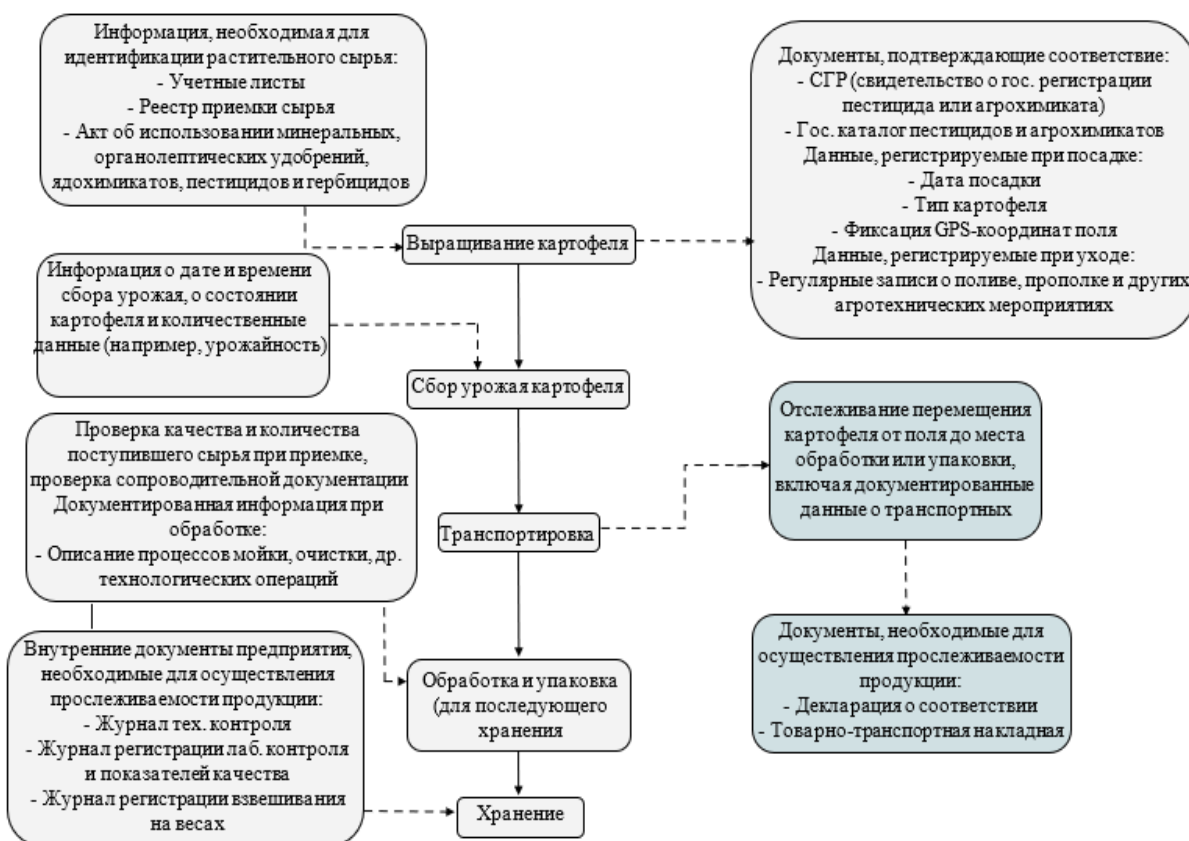 Информация, необходимая для
идентификации растительного сырья:
- Учетные листы
- Реестр приемки сырья
- Акт об использовании минеральных,
органолептических удобрений,
ядохимикатов, пестицидов и гербицидов
Документы, подтверждающие соответствие:
- СГР (свидетельство о гос. регистрации
пестицида или агрохимиката)
- Гос. каталог пестицидов и агрохимикатов
Данные, регистрируемые при посадке:
- Дата посадки
- Тип картофеля
- Фиксация GPS-координат поля
Данные, регистрируемые при уходе:
- Регулярные записи о поливе, прополке и других
агротехнических мероприятиях
Выращивание картофеля
Информация о дате и времени
сбора урожая, о состоянии
картофеля и количественные
данные (например, урожайность)
Сбор урожая картофеля
Отслеживание перемещения
картофеля от поля до места
обработки или упаковки,
включая документированные
данные о транспортных
Проверка качества и количества
поступившего сырья при приемке,
проверка сопроводительной документации
Документированная информация при
обработке:
- Описание процессов мойки, очистки, др.
технологических операций
Транспортировка
Документы, необходимые для
осуществления прослеживаемости
продукции:
- Декларация о соответствии
- Товарно-транспортная накладная
Внутренние документы предприятия,
необходимые для осуществления
прослеживаемости продукции:
- Журнал тех. контроля
- Журнал регистрации лаб. контроля
и показателей качества
- Журнал регистрации взвешивания
на весах
Обработка и упаковка
(для последующего
хранения
Хранение